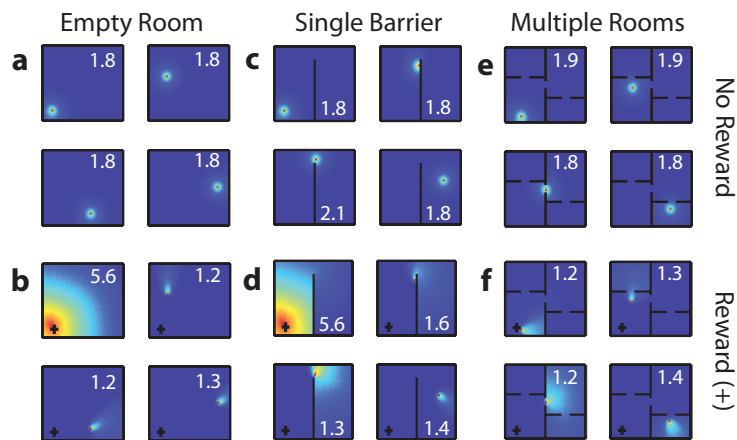 Empty Room Single Barrier Multiple Rooms
a 1.8 1.8 c 1.8 1.8 e 1.9 1.9
1.8 1.8 2.1 1.8 1.8 1.8
No Reward
b 5.6 1.2 d 5.6 1.6 f 1.2 1.3
1.2 1.3 1.3 1.4 1.2 1.4
Reward (+)